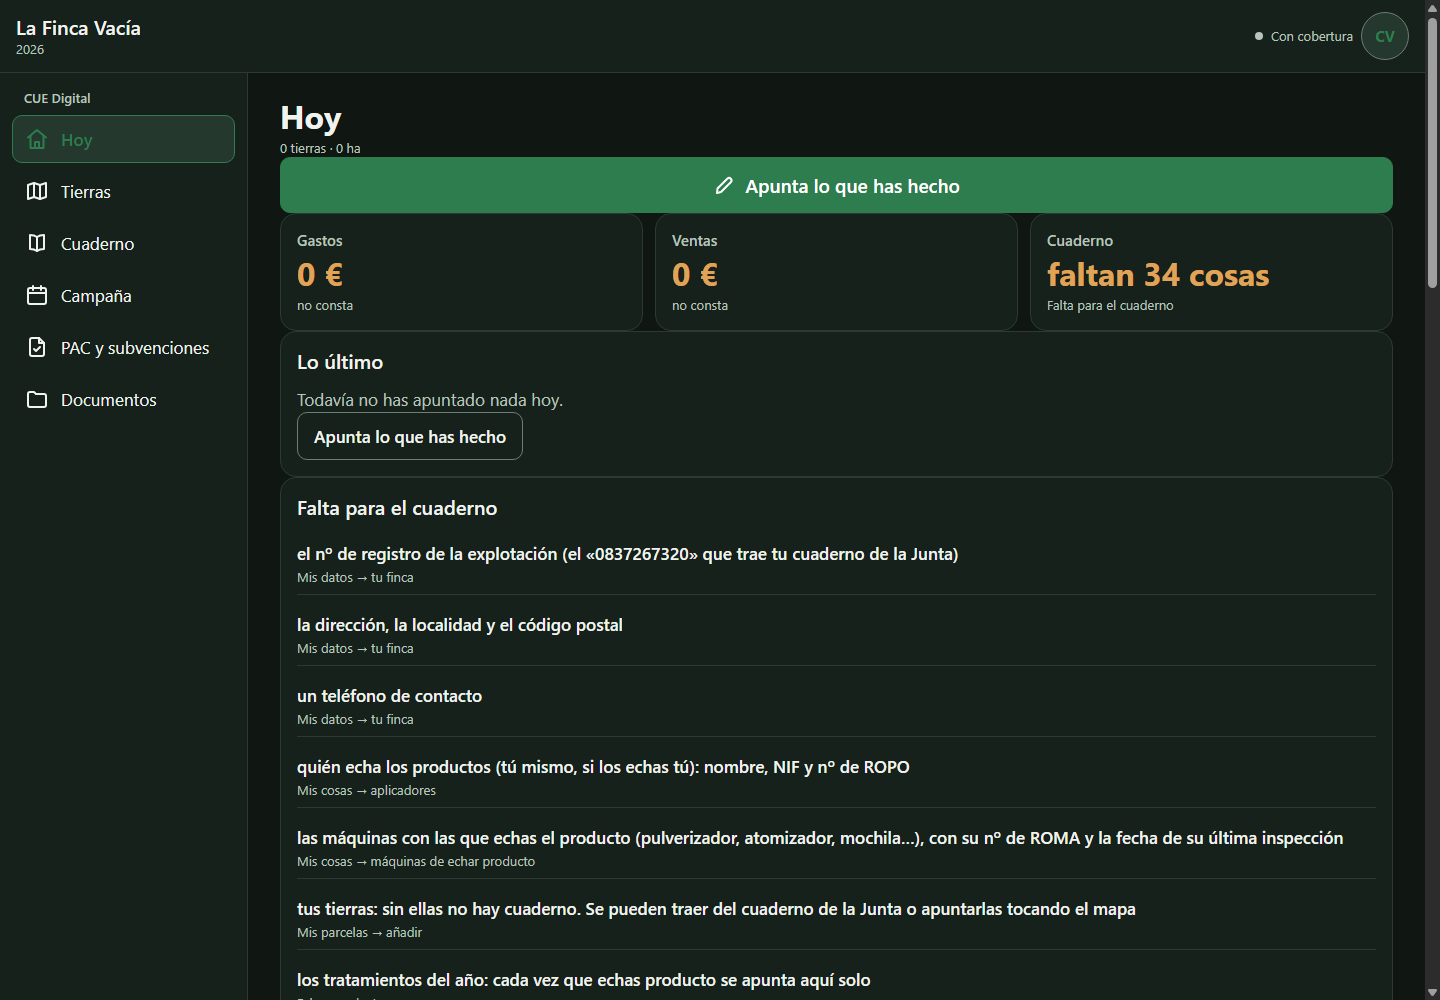 La Finca Vacía
2026
Con cobertura
CV
CUE Digital
Hoy
Tierras
Cuaderno
Campaña
PAC y subvenciones
Documentos
Hoy
0 tierras · 0 ha
Apunta lo que has hecho
Gastos
0 €
no consta
Ventas
0 €
no consta
Cuaderno
faltan 34 cosas
Falta para el cuaderno
Lo último
Todavía no has apuntado nada hoy.
Apunta lo que has hecho
Falta para el cuaderno
el nº de registro de la explotación (el «0837267320» que trae tu cuaderno de la Junta)
Mis datos → tu finca
la dirección, la localidad y el código postal
Mis datos → tu finca
un teléfono de contacto
Mis datos → tu finca
quién echa los productos (tú mismo, si los echas tú): nombre, NIF y nº de ROPO
Mis cosas → aplicadores
las máquinas con las que echas el producto (pulverizador, atomizador, mochila…), con su nº de ROMA y la fecha de su última inspección
Mis cosas → máquinas de echar producto
tus tierras: sin ellas no hay cuaderno. Se pueden traer del cuaderno de la Junta o apuntarlas tocando el mapa
Mis parcelas → añadir
los tratamientos del año: cada vez que echas producto se apunta aquí solo